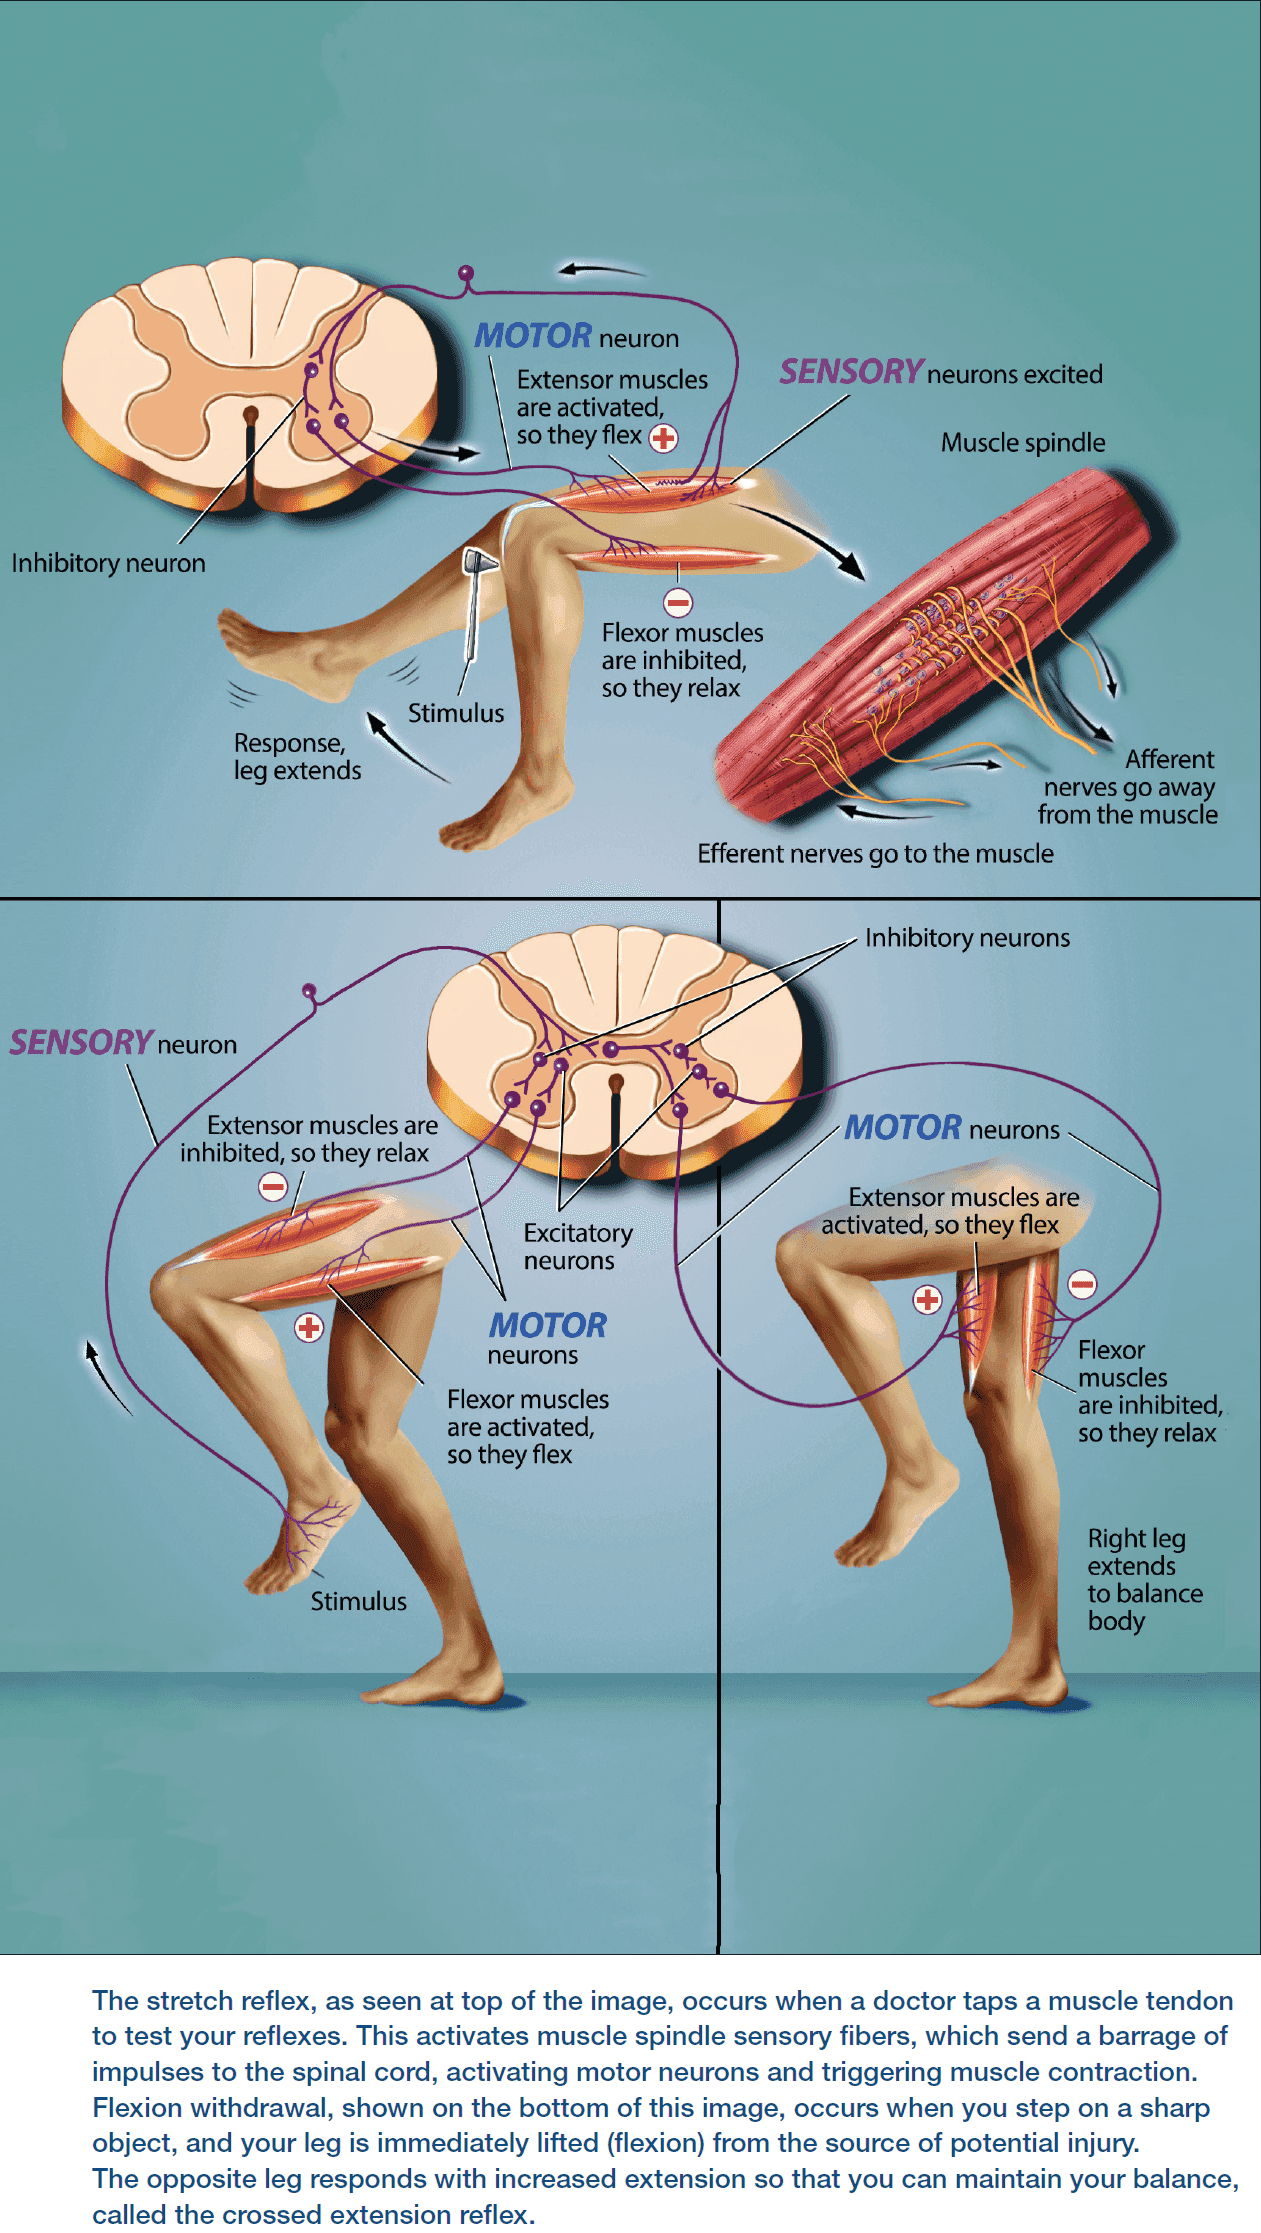 MOTOR neuron
Extensor muscles
are activated,
so they flex
SENSORY neurons excited
Muscle spindle
Inhibitory neuron
Flexor muscles
are inhibited,
so they relax
Stimulus
Response,
leg extends
Afferent
nerves go away
from the muscle
Efferent nerves go to the muscle
Inhibitory neurons
SENSORY neuron
Extensor muscles are
inhibited, so they relax
MOTOR neurons
Extensor muscles are
activated, so they flex
Excitatory
neurons
MOTOR
neurons
Flexor muscles
are activated,
so they flex
Flexor
muscles
are inhibited,
so they relax
Right leg
extends
to balance
body
Stimulus
The stretch reflex, as seen at top of the image, occurs when a doctor taps a muscle tendon
to test your reflexes. This activates muscle spindle sensory fibers, which send a barrage of
impulses to the spinal cord, activating motor neurons and triggering muscle contraction.
Flexion withdrawal, shown on the bottom of this image, occurs when you step on a sharp
object, and your leg is immediately lifted (flexion) from the source of potential injury.
The opposite leg responds with increased extension so that you can maintain your balance,
called the crossed extension reflex.